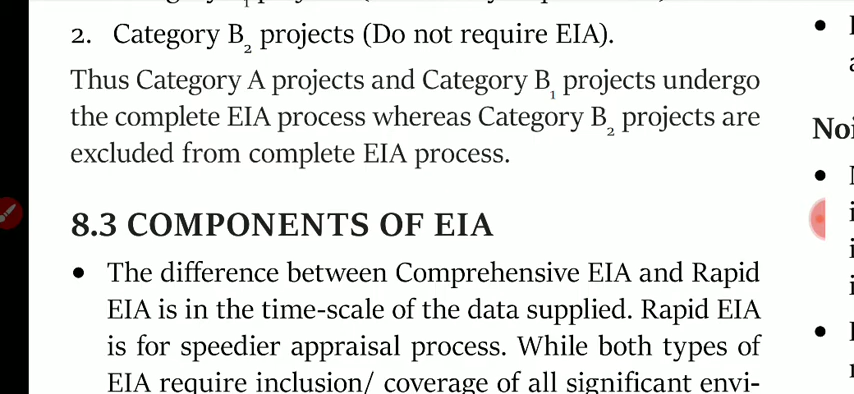 2. Category B₂ projects (Do not require EIA).
Thus Category A projects and Category B₁ projects undergo
the complete EIA process whereas Category B₂ projects are
excluded from complete EIA process.
8.3 COMPONENTS OF EIA
• The difference between Comprehensive EIA and Rapid
EIA is in the time-scale of the data supplied. Rapid EIA
is for speedier appraisal process. While both types of
EIA require inclusion/ coverage of all significant envi-